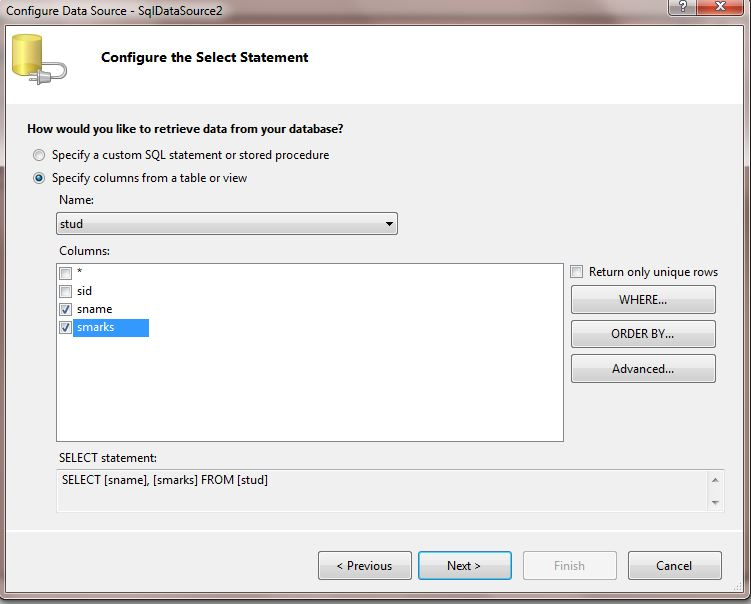 Configure Data Source - SqlDataSource2
?
Configure the Select Statement
How would you like to retrieve data from your database?
Specify a custom SQL statement or stored procedure
Specify columns from a table or view
Name:
stud
Columns:
*
Return only unique rows
sid
WHERE...
sname
smarks
ORDER BY...
Advanced...
SELECT statement:
SELECT [sname], [smarks] FROM [stud]
< Previous Next > Finish Cancel